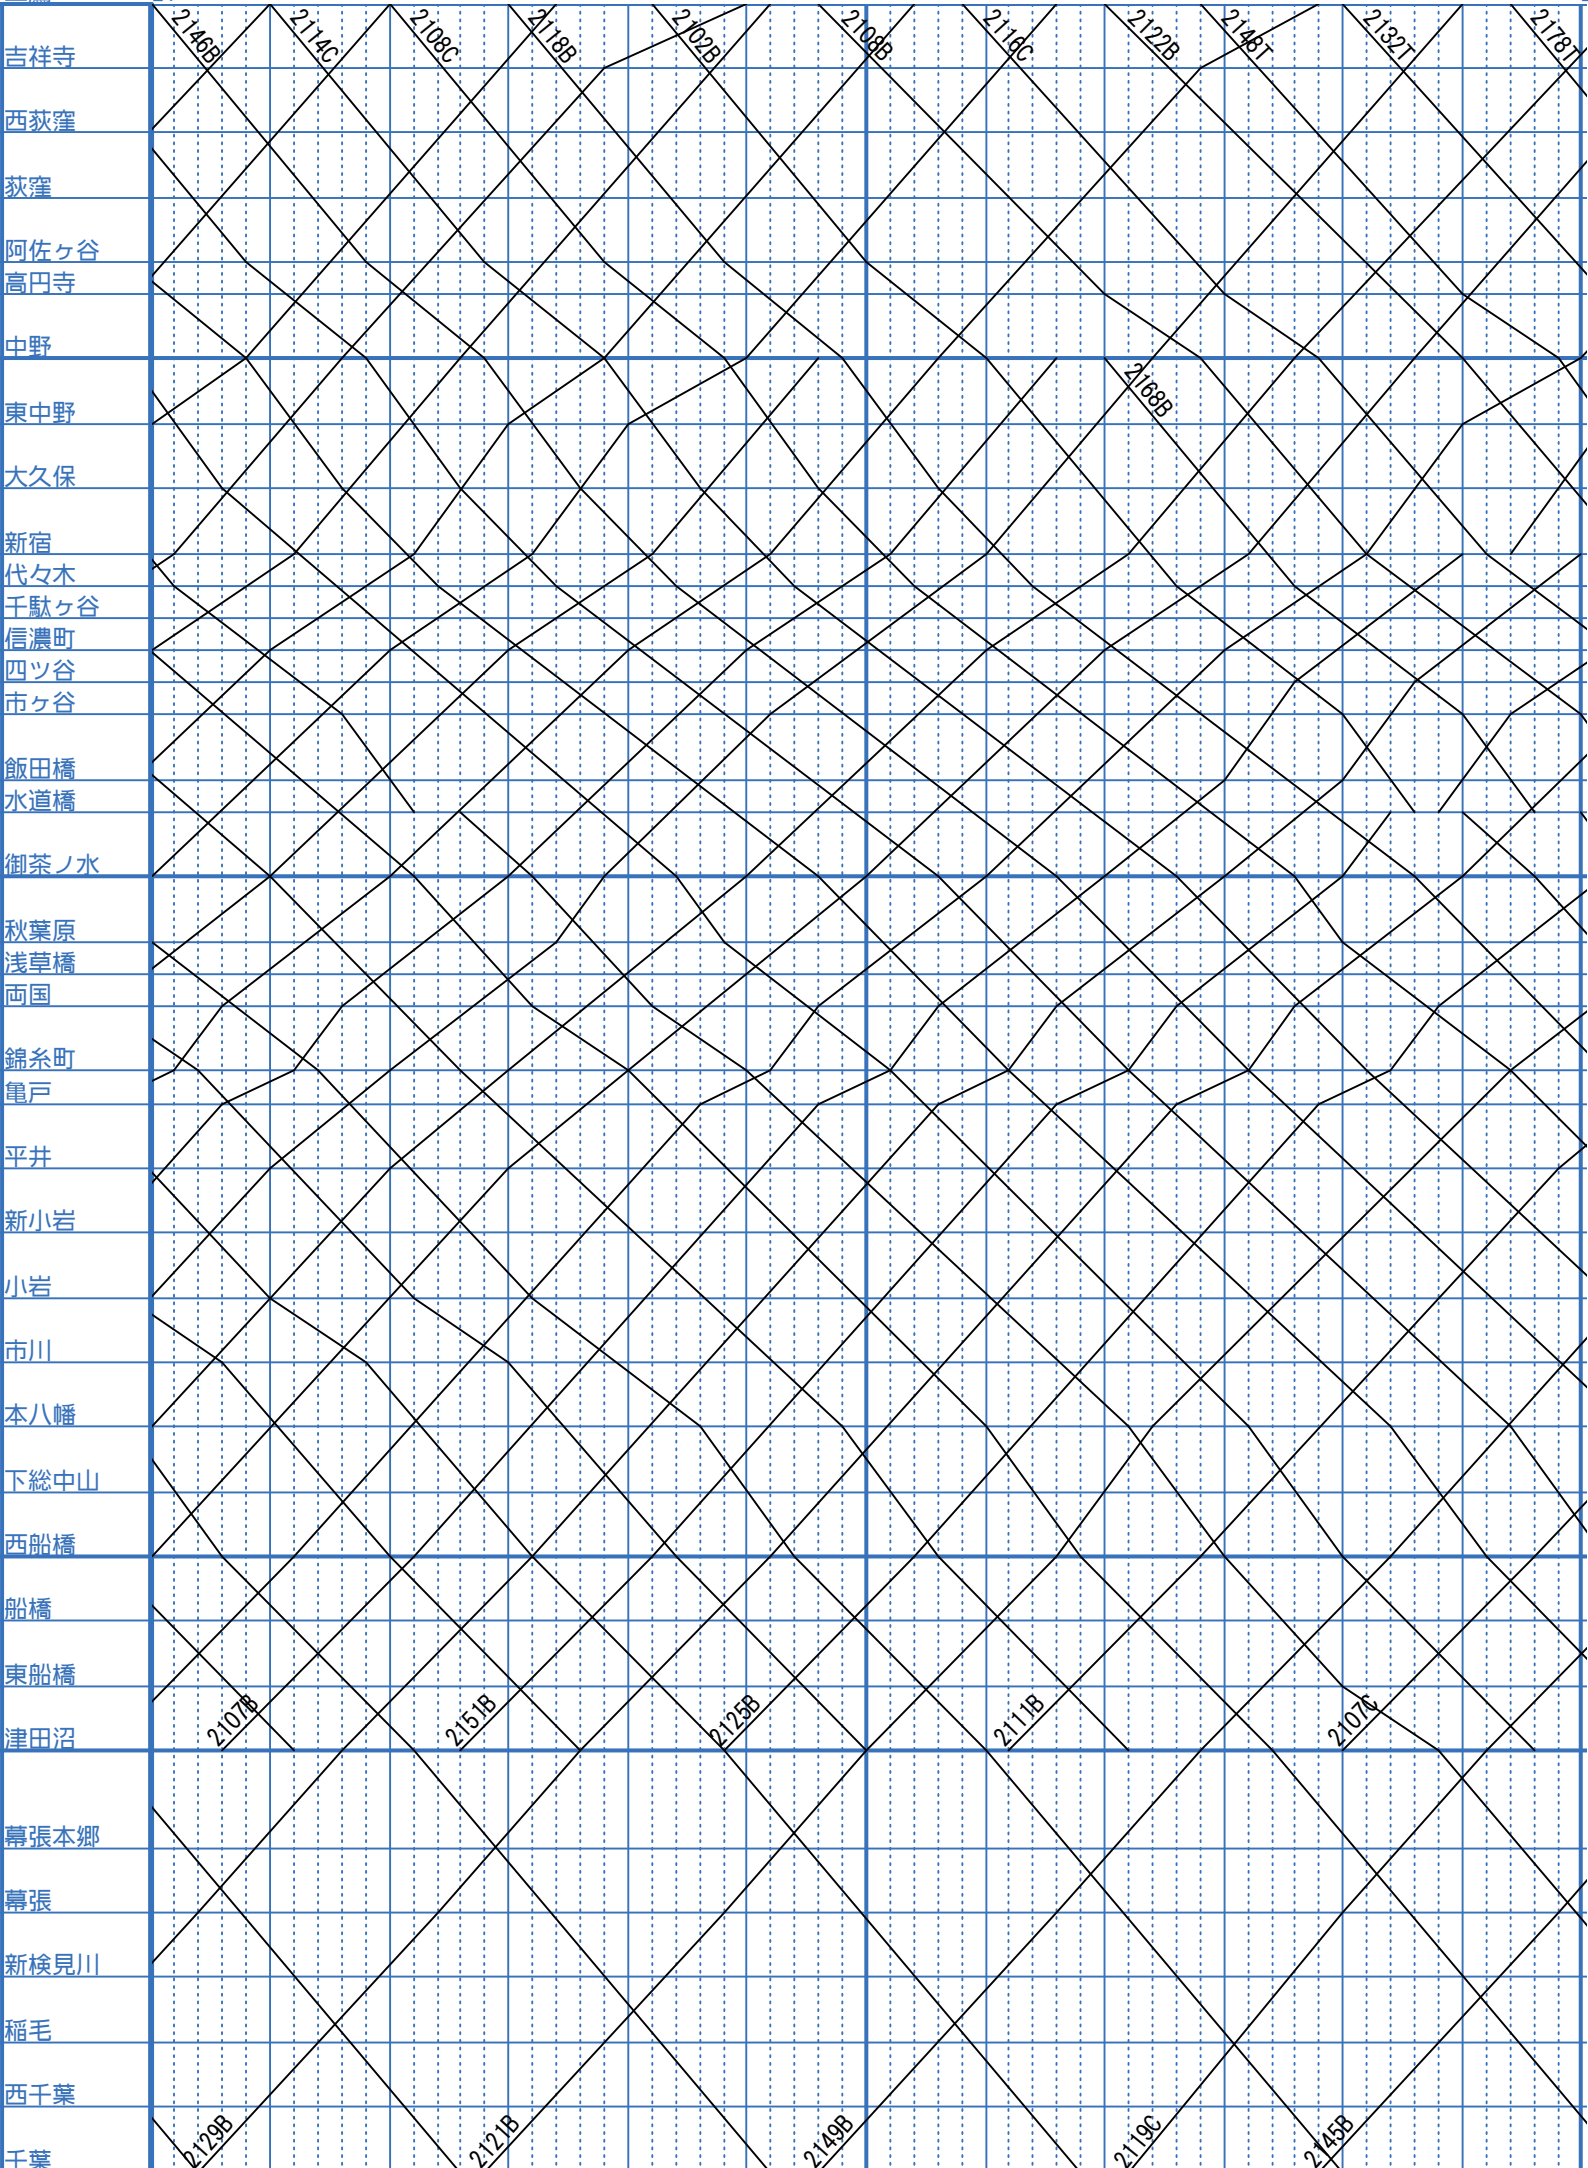 2146B
2114C
2108C
2118B
2102B
2108B
2116C
2122B
2148T
2132T
2178T
吉祥寺
西荻窪
荻窪
阿佐ヶ谷
高円寺
中野
2168B
東中野
大久保
新宿
代々木
千駄ヶ谷
信濃町
四ツ谷
市ヶ谷
飯田橋
水道橋
御茶ノ水
秋葉原
浅草橋
両国
錦糸町
亀戸
平井
新小岩
小岩
市川
本八幡
下総中山
西船橋
船橋
東船橋
2107B
2151B
2125B
2111B
2107C
津田沼
幕張本郷
幕張
新検見川
稲毛
西千葉
2129B
2121B
2149B
2119C
2145B
千葉